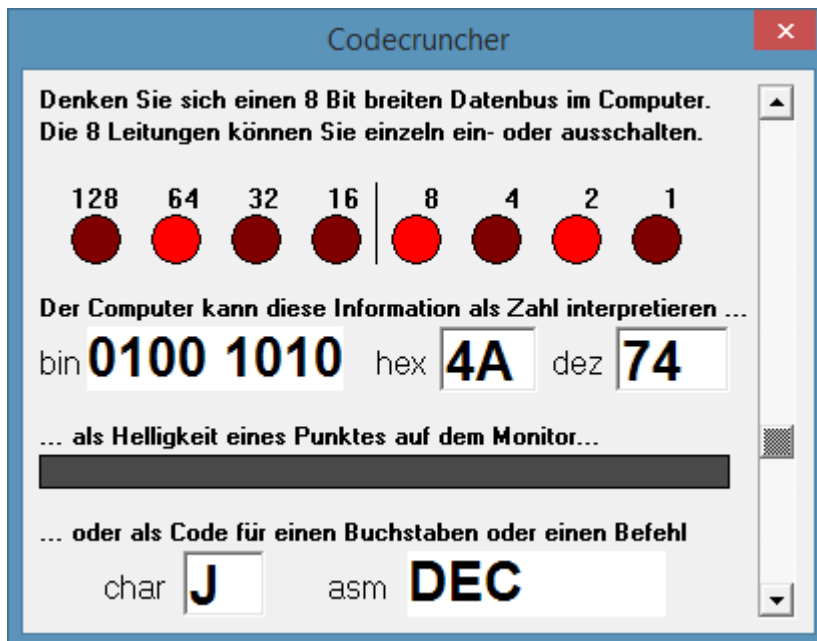 Codecruncher
Denken Sie sich einen 8 Bit breiten Datenbus im Computer.
Die 8 Leitungen können Sie einzeln ein- oder ausschalten.
128 64 32 16 8 4 2 1
Der Computer kann diese Information als Zahl interpretieren ...
bin 0100 1010 hex 4A dez 74
... als Helligkeit eines Punktes auf dem Monitor...
... oder als Code für einen Buchstaben oder einen Befehl
char J asm DEC